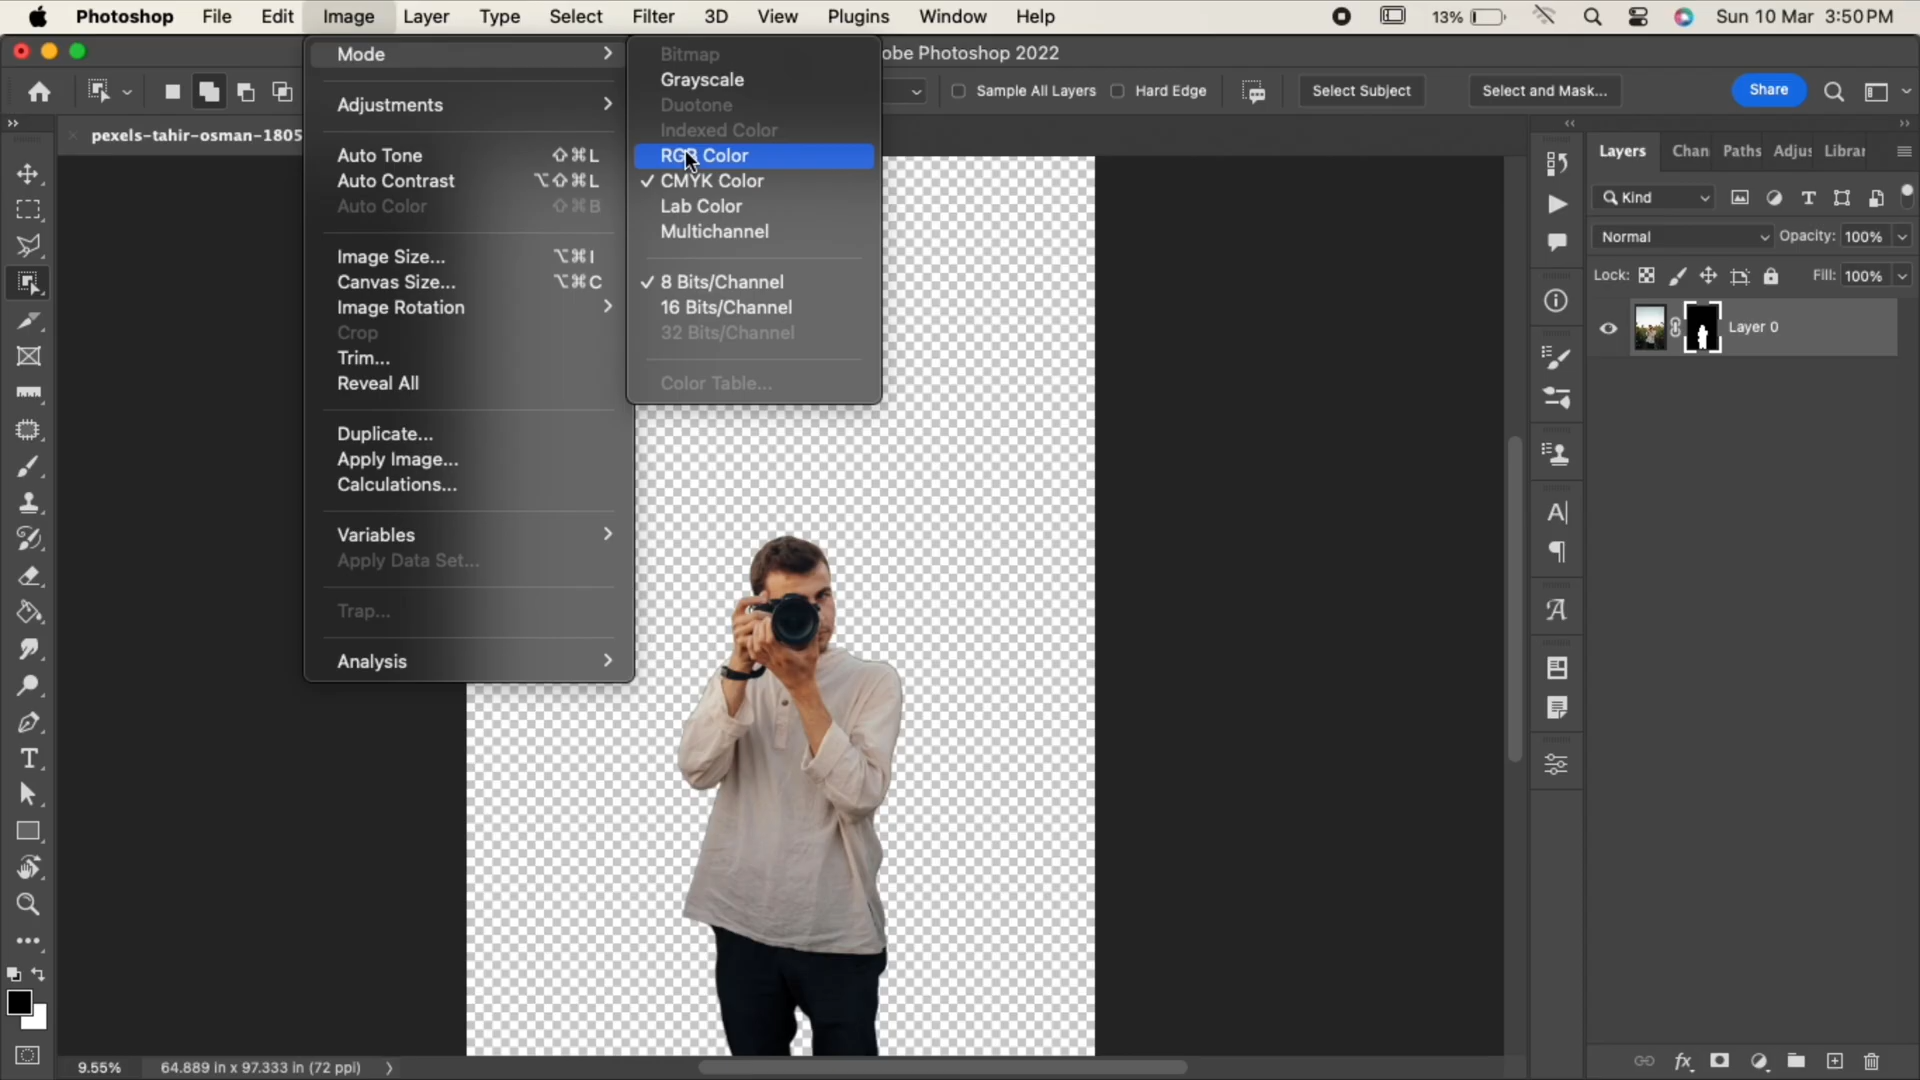 Photoshop File Edit Image Layer Type Select Filter 3D View Plugins Window Help 13% Sun 10 Mar 3:50 PM
obe Photoshop 2022
Sample All Layers Hard Edge Select Subject Select and Mask... Share
pexels-tahir-osman-1805
Mode
Adjustments
Auto Tone ⇧⌘L
Auto Contrast ⌥⇧⌘L
Auto Color ⇧⌘B
Image Size... ⌥⌘I
Canvas Size... ⌥⌘C
Image Rotation
Crop
Trim...
Reveal All
Duplicate...
Apply Image...
Calculations...
Variables
Apply Data Set...
Trap...
Analysis
Bitmap
Grayscale
Duotone
Indexed Color
RGB Color
✓ CMYK Color
Lab Color
Multichannel
✓ 8 Bits/Channel
16 Bits/Channel
32 Bits/Channel
Color Table...
Layers Chan Paths Adjus Librar
Kind
Normal Opacity: 100%
Lock: Fill: 100%
Layer 0
fx
9.55% 64.889 in x 97.333 in (72 ppi)